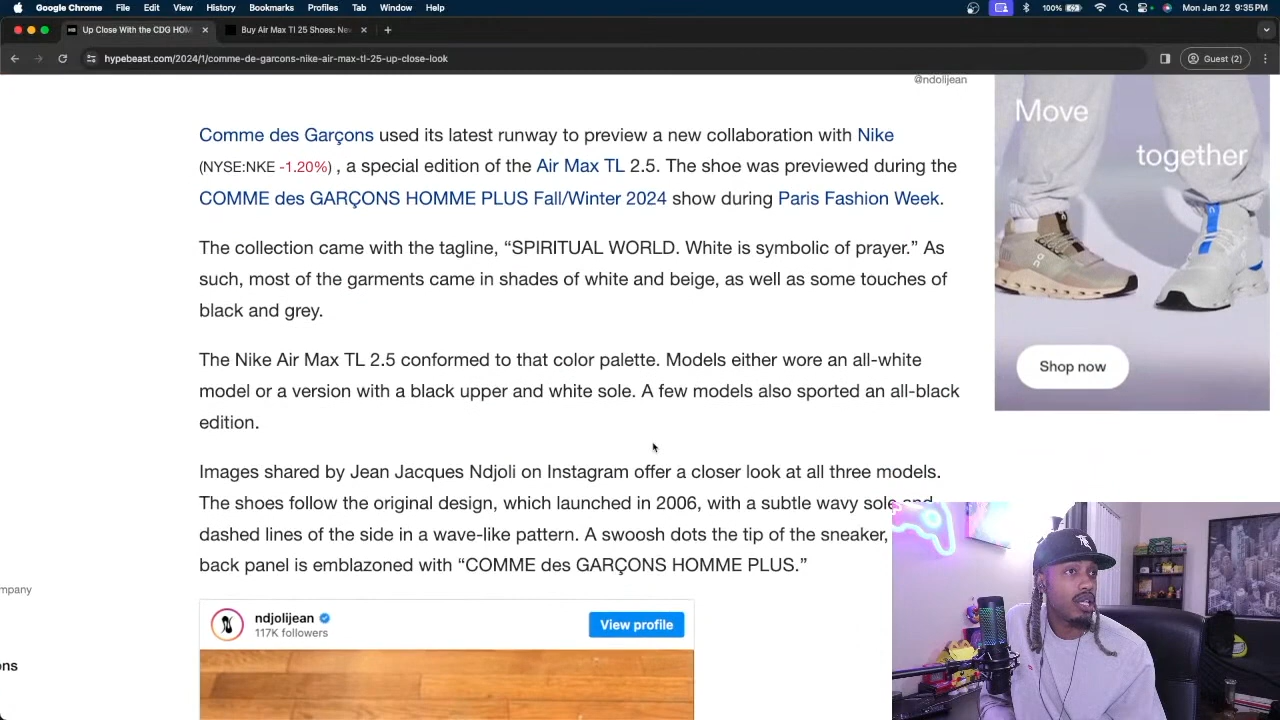 Google Chrome File Edit View History Bookmarks Profiles Tab Window Help 100% Mon Jan 22 9:35 PM
Up Close With the CDG HOM Buy Air Max Tl 25 Shoes: Ne
hypebeast.com/2024/1/comme-de-garcons-nike-air-max-tl-25-up-close-look Guest (2)
@ndolijean
Comme des Garçons used its latest runway to preview a new collaboration with Nike
(NYSE:NKE -1.20%) , a special edition of the Air Max TL 2.5. The shoe was previewed during the
COMME des GARÇONS HOMME PLUS Fall/Winter 2024 show during Paris Fashion Week.
The collection came with the tagline, “SPIRITUAL WORLD. White is symbolic of prayer.” As
such, most of the garments came in shades of white and beige, as well as some touches of
black and grey.
The Nike Air Max TL 2.5 conformed to that color palette. Models either wore an all-white
model or a version with a black upper and white sole. A few models also sported an all-black
edition.
Images shared by Jean Jacques Ndjoli on Instagram offer a closer look at all three models.
The shoes follow the original design, which launched in 2006, with a subtle wavy sole and
dashed lines of the side in a wave-like pattern. A swoosh dots the tip of the sneaker,
back panel is emblazoned with “COMME des GARÇONS HOMME PLUS.”
mpany
ons
ndjolijean
117K followers
View profile
Move
together
Shop now